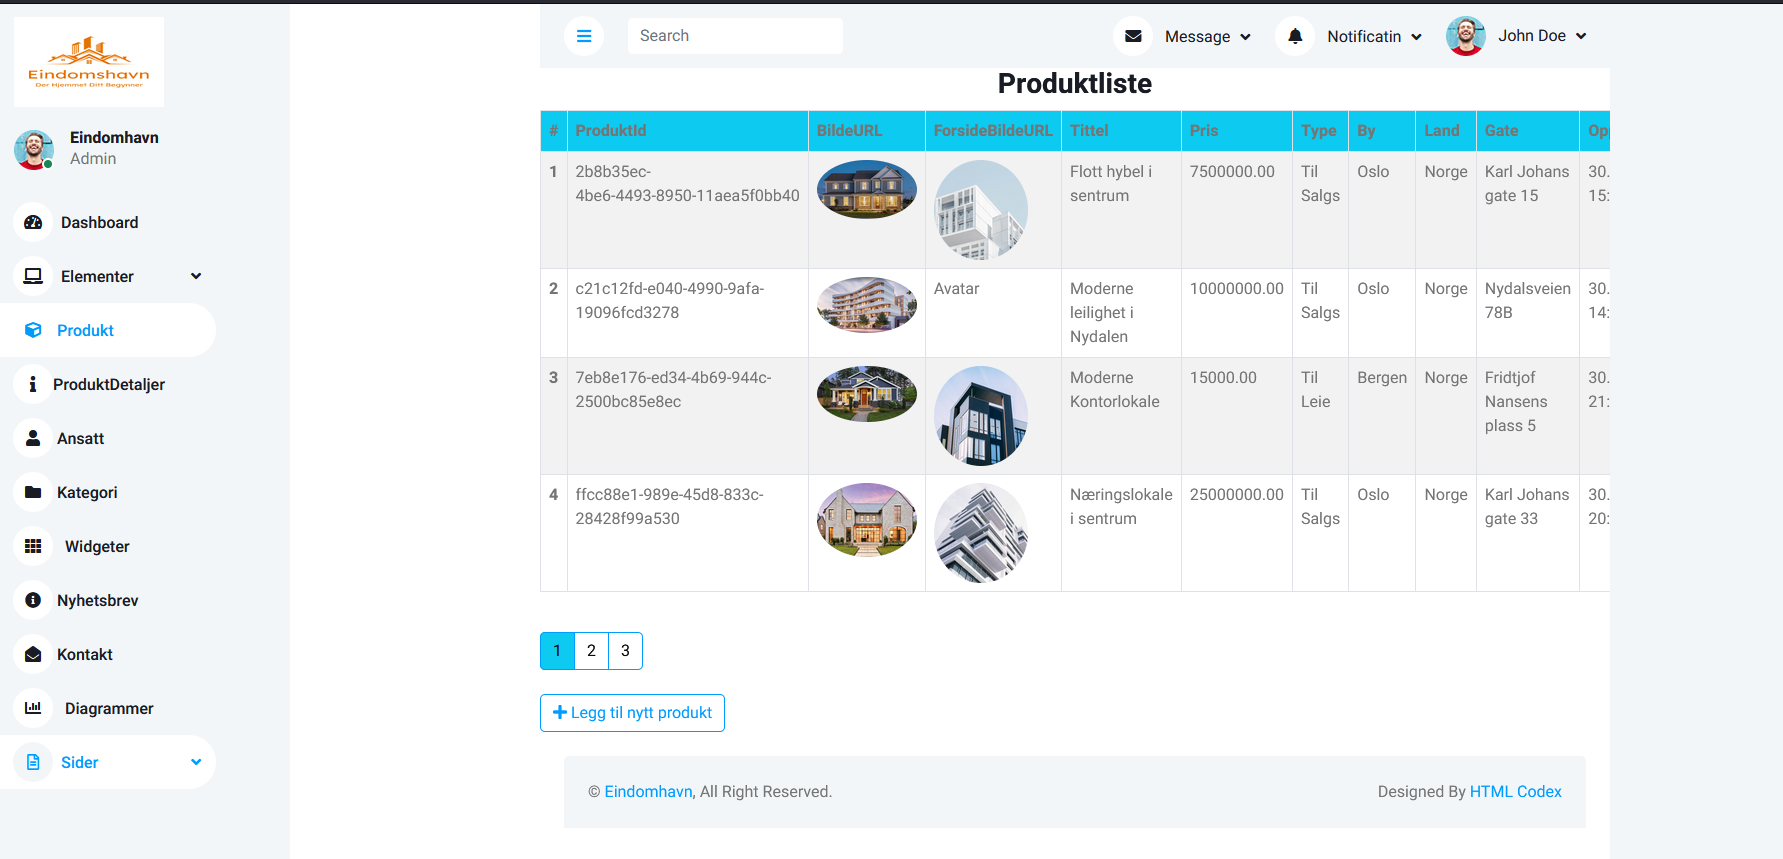 Eindomshavn
Der Hjemmet Ditt Begynner
Eindomhavn
Admin
Dashboard
Elementer
Produkt
ProduktDetaljer
Ansatt
Kategori
Widgeter
Nyhetsbrev
Kontakt
Diagrammer
Sider
Search
Message
Notificatin
John Doe
Produktliste
# ProduktId BildeURL ForsideBildeURL Tittel Pris Type By Land Gate Opp
1 2b8b35ec- Flott hybel i 7500000.00 Til Oslo Norge Karl Johans 30.
4be6-4493-8950-11aea5f0bb40 sentrum Salgs gate 15 15:
2 c21c12fd-e040-4990-9afa- Avatar Moderne 10000000.00 Til Oslo Norge Nydalsveien 30.
19096fcd3278 leilighet i Salgs 78B 14:
Nydalen
3 7eb8e176-ed34-4b69-944c- Moderne 15000.00 Til Bergen Norge Fridtjof 30.
2500bc85e8ec Kontorlokale Leie Nansens 21:
plass 5
4 ffcc88e1-989e-45d8-833c- Næringslokale 25000000.00 Til Oslo Norge Karl Johans 30.
28428f99a530 i sentrum Salgs gate 33 20:
1 2 3
Legg til nytt produkt
© Eindomhavn, All Right Reserved.
Designed By HTML Codex